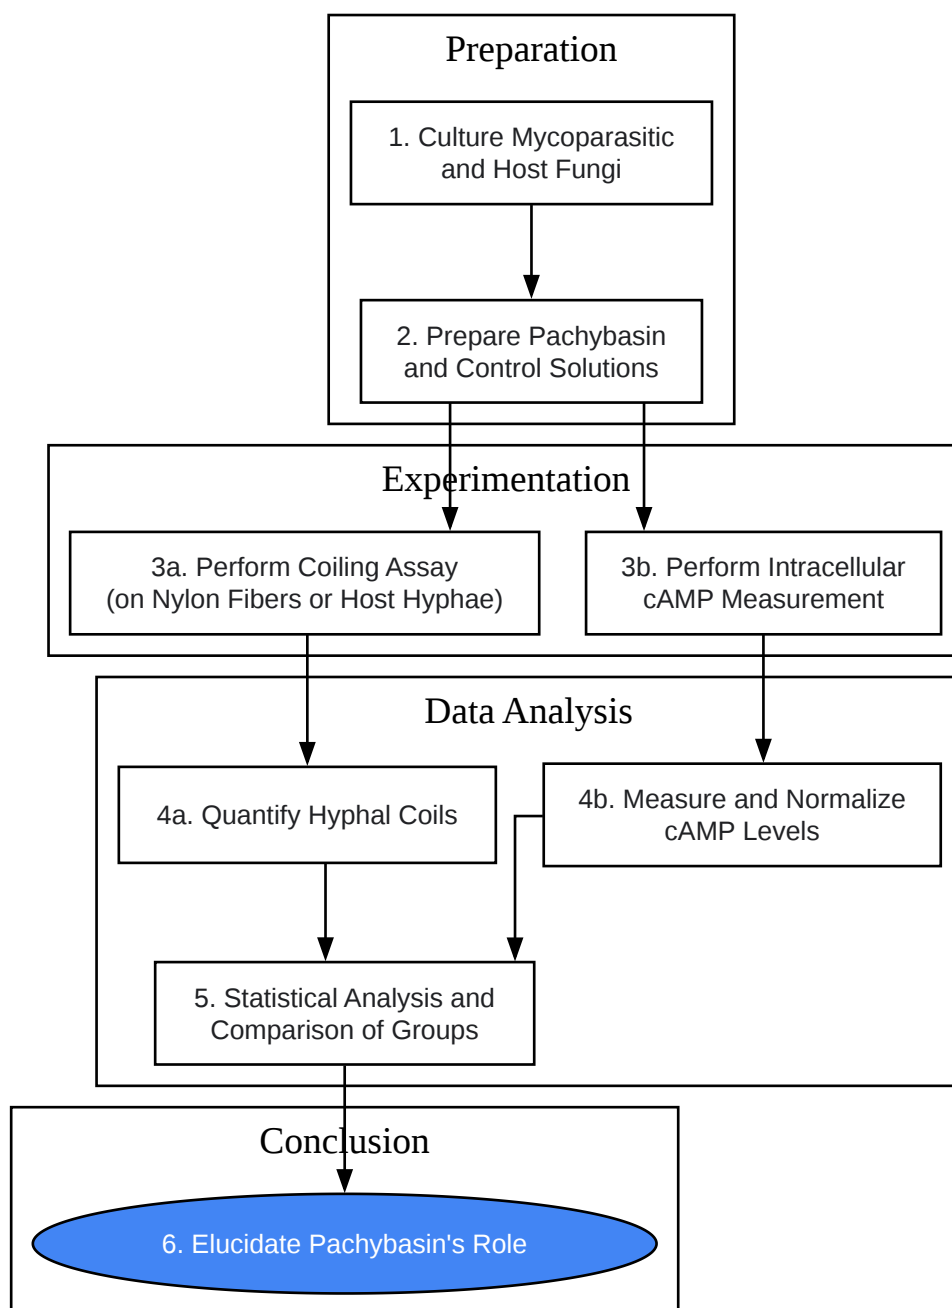 Preparation
1. Culture Mycoparasitic
and Host Fungi
2. Prepare Pachybasin
and Control Solutions
Experimentation
3a. Perform Coiling Assay
(on Nylon Fibers or Host Hyphae)
3b. Perform Intracellular
cAMP Measurement
Data Analysis
4a. Quantify Hyphal Coils
4b. Measure and Normalize
cAMP Levels
5. Statistical Analysis and
Comparison of Groups
Conclusion
6. Elucidate Pachybasin's Role